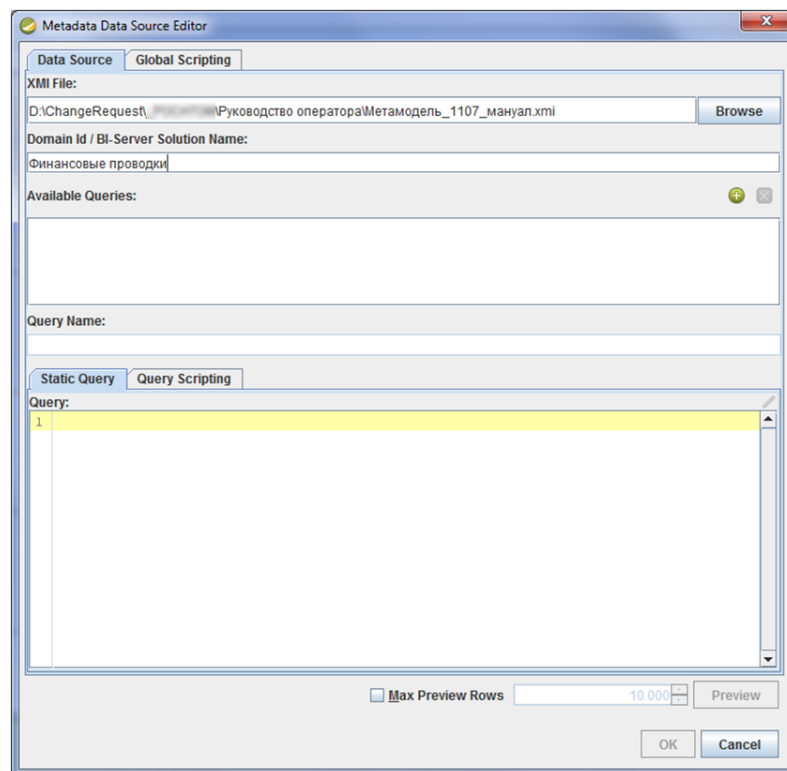 Metadata Data Source Editor
Data Source Global Scripting
XMI File:
D:\ChangeRequest\_ \Руководство оператора\Метамодель_1107_мануал.xmi Browse
Domain Id / BI-Server Solution Name:
Финансовые проводки
Available Queries:
Query Name:
Static Query Query Scripting
Query:
1
Max Preview Rows 10 000 Preview
OK Cancel